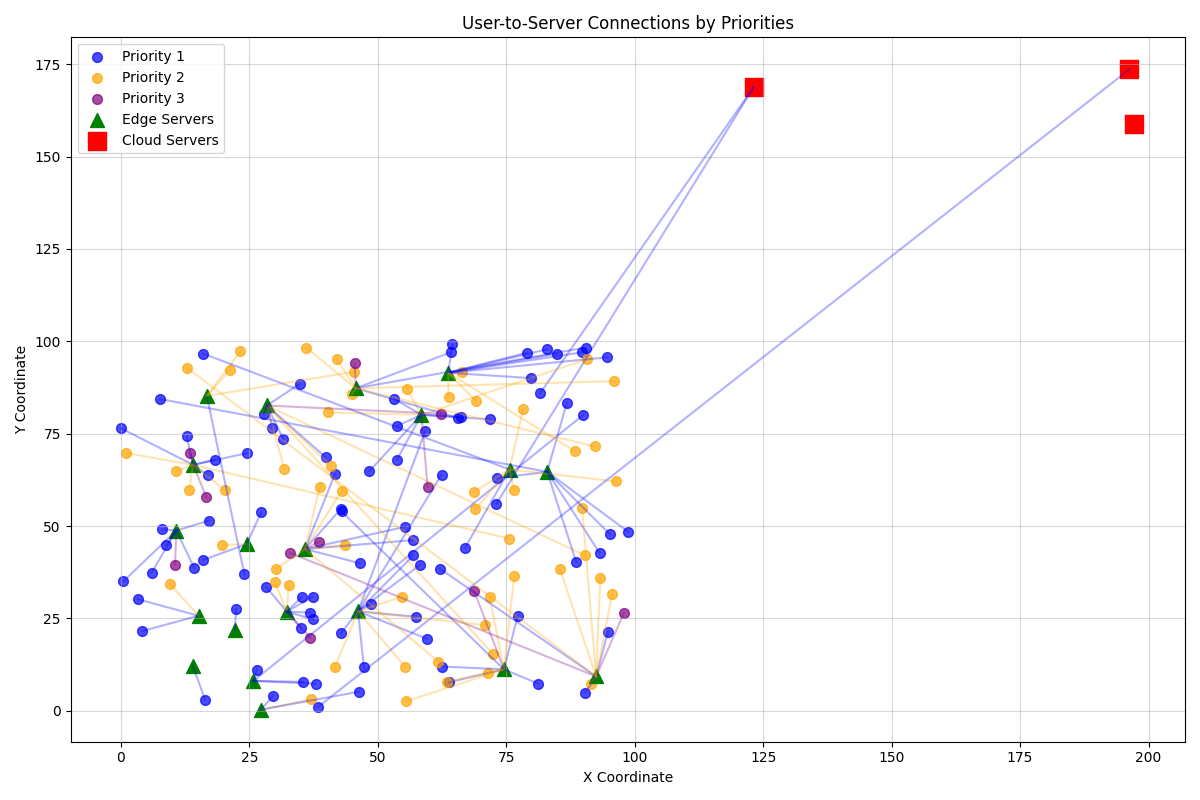 User-to-Server Connections by Priorities
Priority 1
Priority 2
Priority 3
Edge Servers
Cloud Servers
Y Coordinate
175
150
125
100
75
50
25
0
0 25 50 75 100 125 150 175 200
X Coordinate